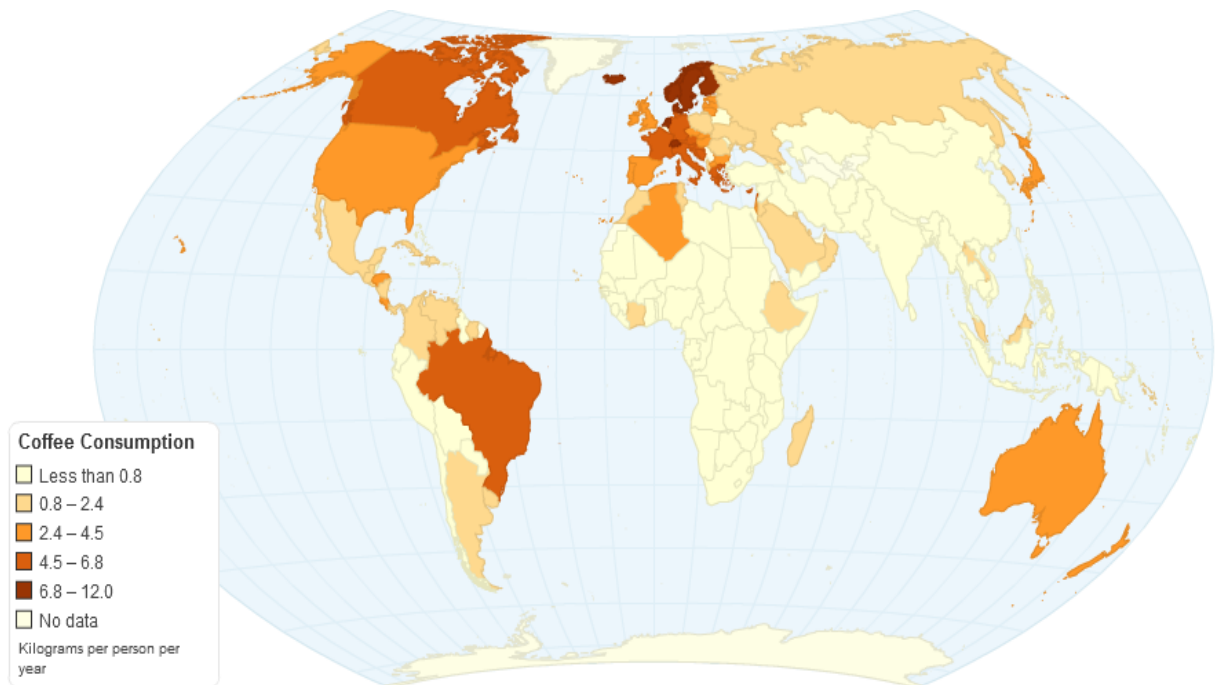 Coffee Consumption
Less than 0.8
0.8 – 2.4
2.4 – 4.5
4.5 – 6.8
6.8 – 12.0
No data
Kilograms per person per
year